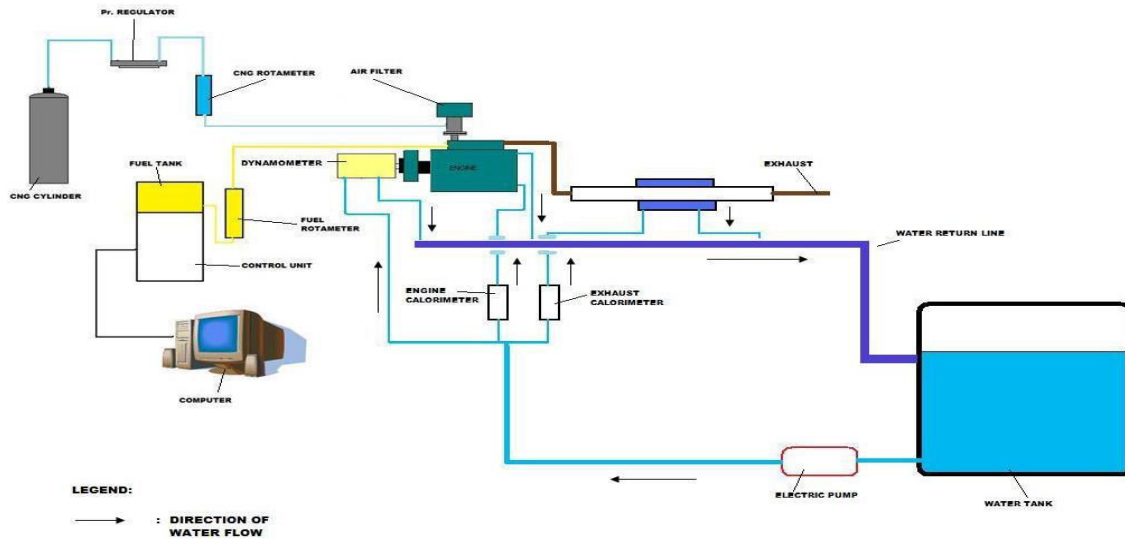 Pr. REGULATOR
CNG ROTAMETER
AIR FILTER
DYNAMOMETER
FUEL TANK
ENGINE
EXHAUST
CNG CYLINDER
FUEL
ROTAMETER
WATER RETURN LINE
CONTROL UNIT
ENGINE
CALORIMETER
EXHAUST
CALORIMETER
COMPUTER
ELECTRIC PUMP
WATER TANK
LEGEND:
: DIRECTION OF
WATER FLOW